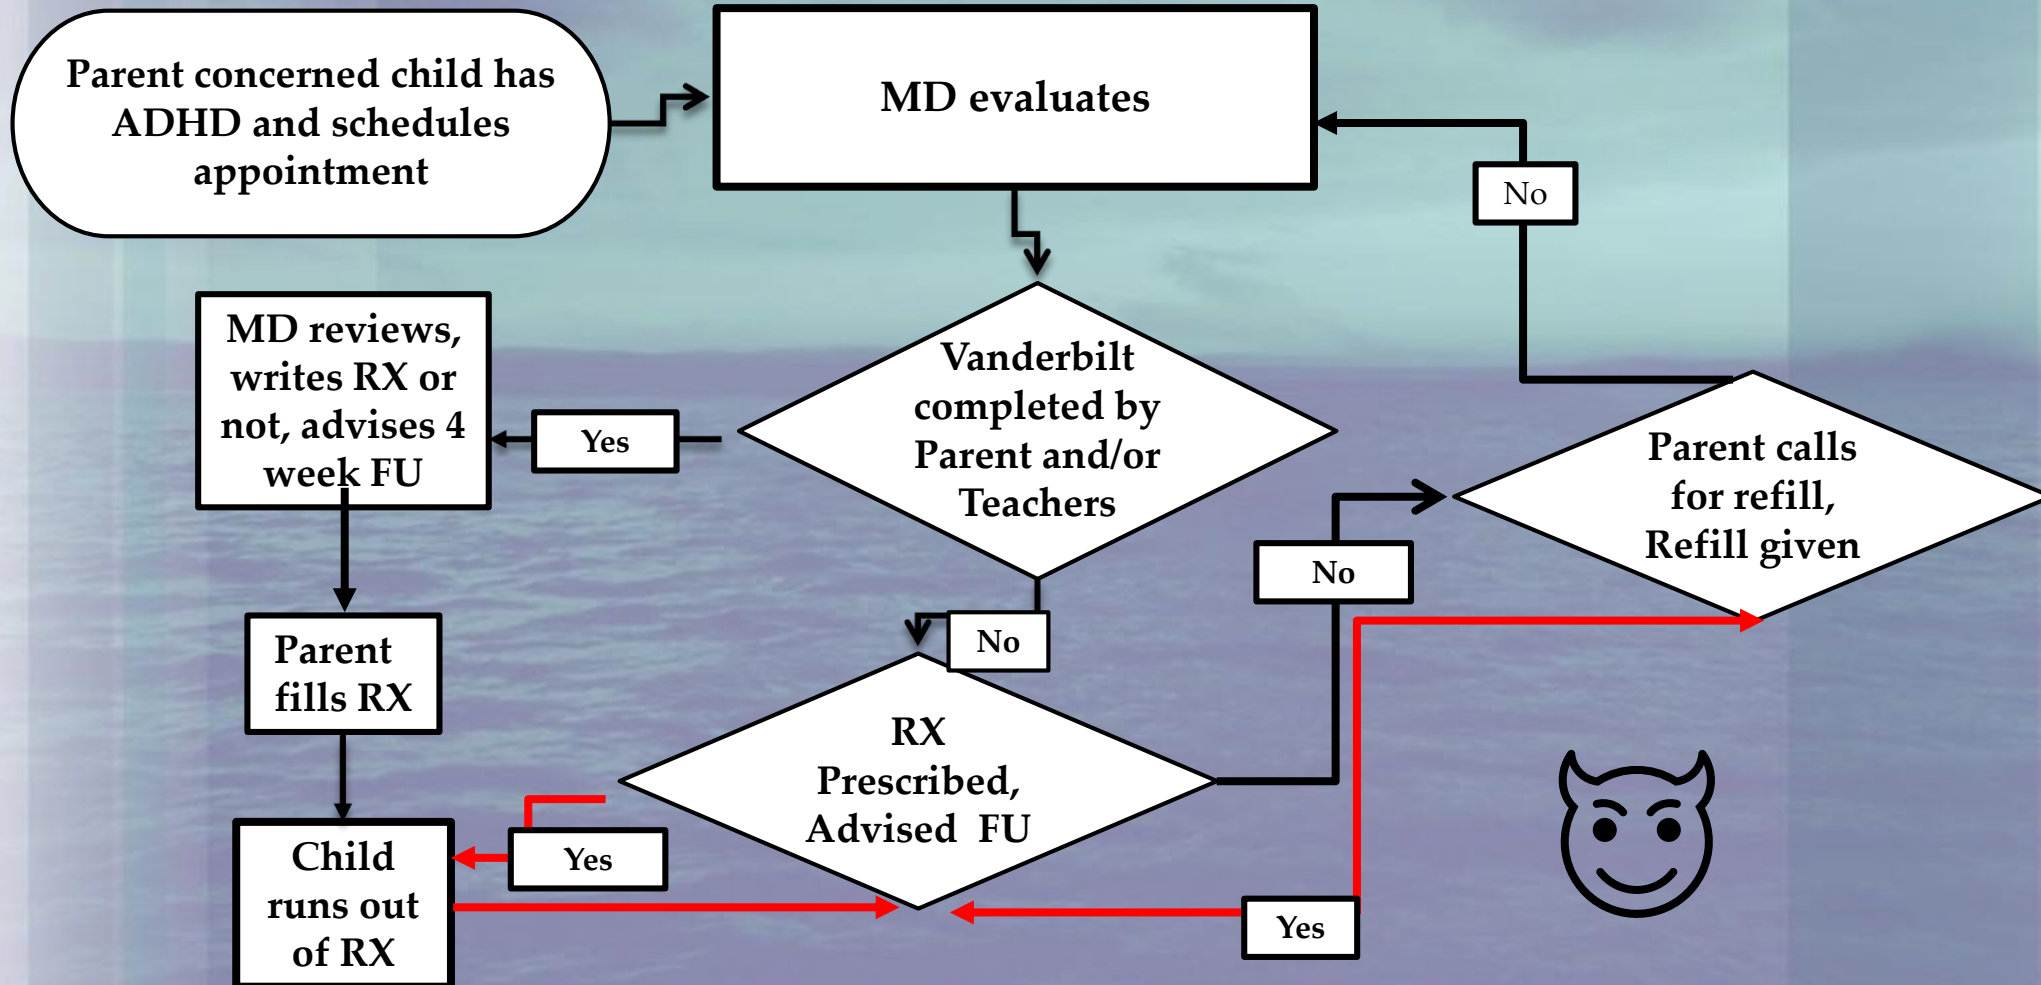 Parent concerned child has
ADHD and schedules
appointment
MD evaluates
No
MD reviews,
writes RX or
not, advises 4
week FU
Yes
Vanderbilt
completed by
Parent and/or
Teachers
Parent calls
for refill,
Refill given
No
No
Parent
fills RX
RX
Prescribed,
Advised FU
Child
runs out
of RX
Yes
Yes